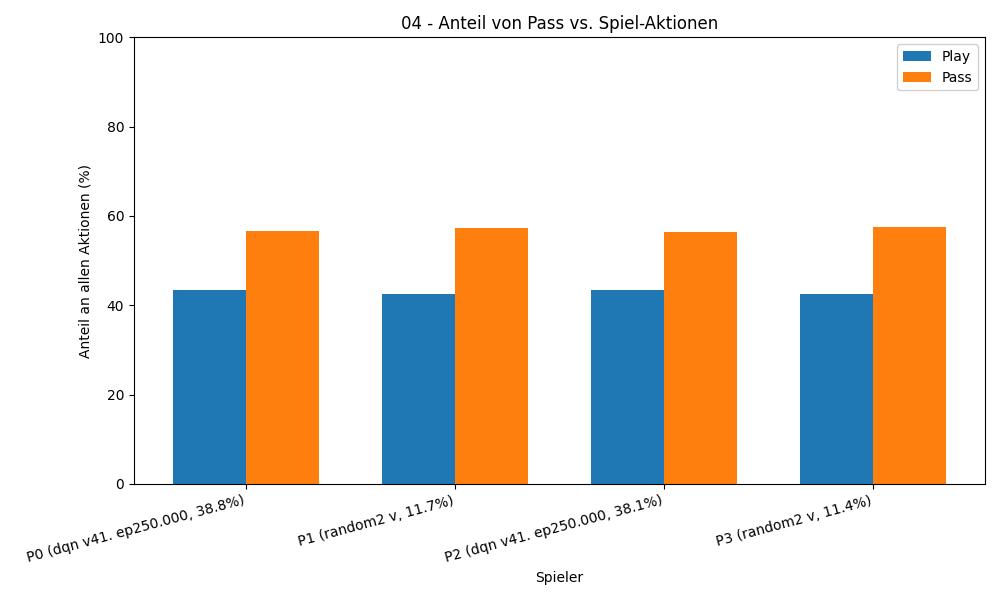 04 - Anteil von Pass vs. Spiel-Aktionen
Play
Pass
Anteil an allen Aktionen (%)
100
80
60
40
20
0
P0 (dqn v41. ep250.000, 38.8%)
P1 (random2 v, 11.7%)
P2 (dqn v41. ep250.000, 38.1%)
P3 (random2 v, 11.4%)
Spieler